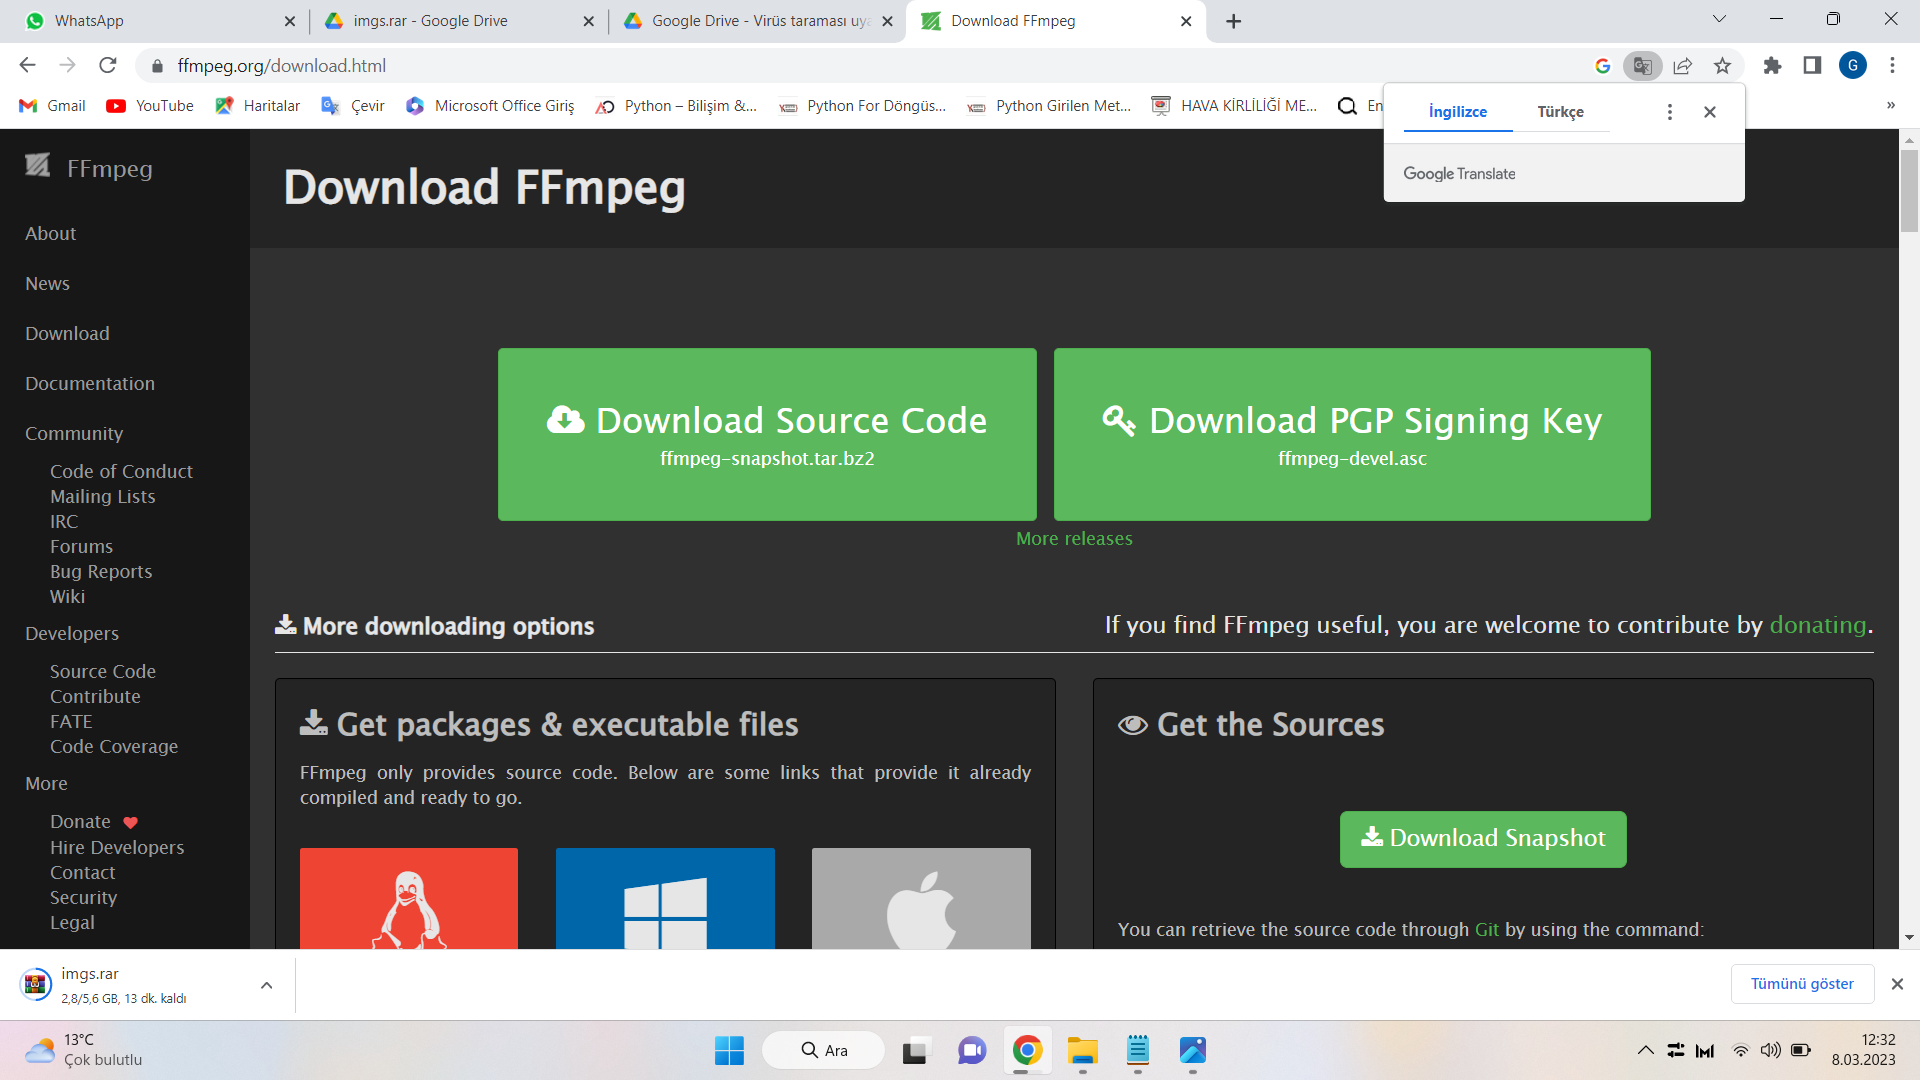 WhatsApp
imgs.rar - Google Drive
Google Drive - Virüs taraması uya
Download FFmpeg
ffmpeg.org/download.html
G
Gmail
YouTube
Haritalar
Çevir
Microsoft Office Giriş
Python – Bilişim &...
Python For Döngüs...
Python Girilen Met...
HAVA KİRLİLİĞİ ME...
En
»
İngilizce
Türkçe
Google Translate
FFmpeg
About
News
Download
Documentation
Community
Code of Conduct
Mailing Lists
IRC
Forums
Bug Reports
Wiki
Developers
Source Code
Contribute
FATE
Code Coverage
More
Donate
Hire Developers
Contact
Security
Legal
Download FFmpeg
Download Source Code
ffmpeg-snapshot.tar.bz2
Download PGP Signing Key
ffmpeg-devel.asc
More releases
More downloading options
If you find FFmpeg useful, you are welcome to contribute by donating.
Get packages & executable files
FFmpeg only provides source code. Below are some links that provide it already
compiled and ready to go.
Get the Sources
Download Snapshot
You can retrieve the source code through Git by using the command:
imgs.rar
2,8/5,6 GB, 13 dk. kaldı
Tümünü göster
13°C
Çok bulutlu
Ara
12:32
8.03.2023